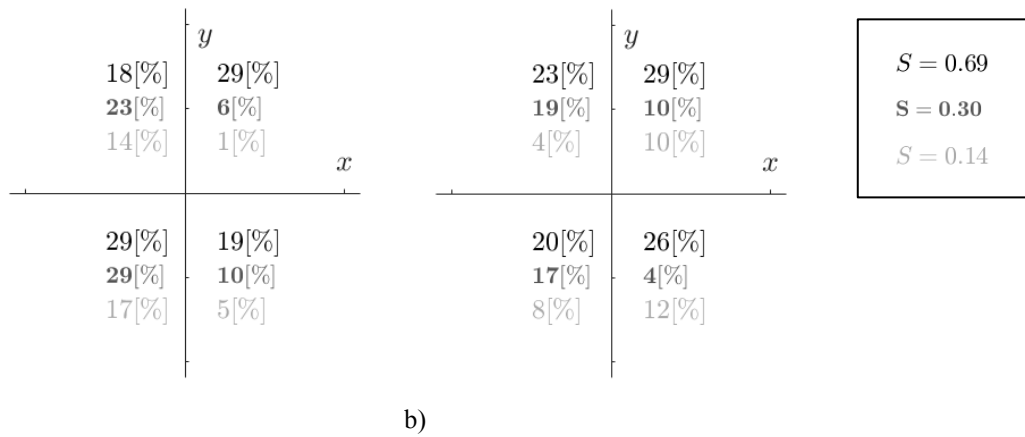 y
18[%] 29[%]
23[%] 6[%]
14[%] 1[%]
x
29[%] 19[%]
29[%] 10[%]
17[%] 5[%]
y
23[%] 29[%]
19[%] 10[%]
4[%] 10[%]
x
20[%] 26[%]
17[%] 4[%]
8[%] 12[%]
S = 0.69
S = 0.30
S = 0.14
b)